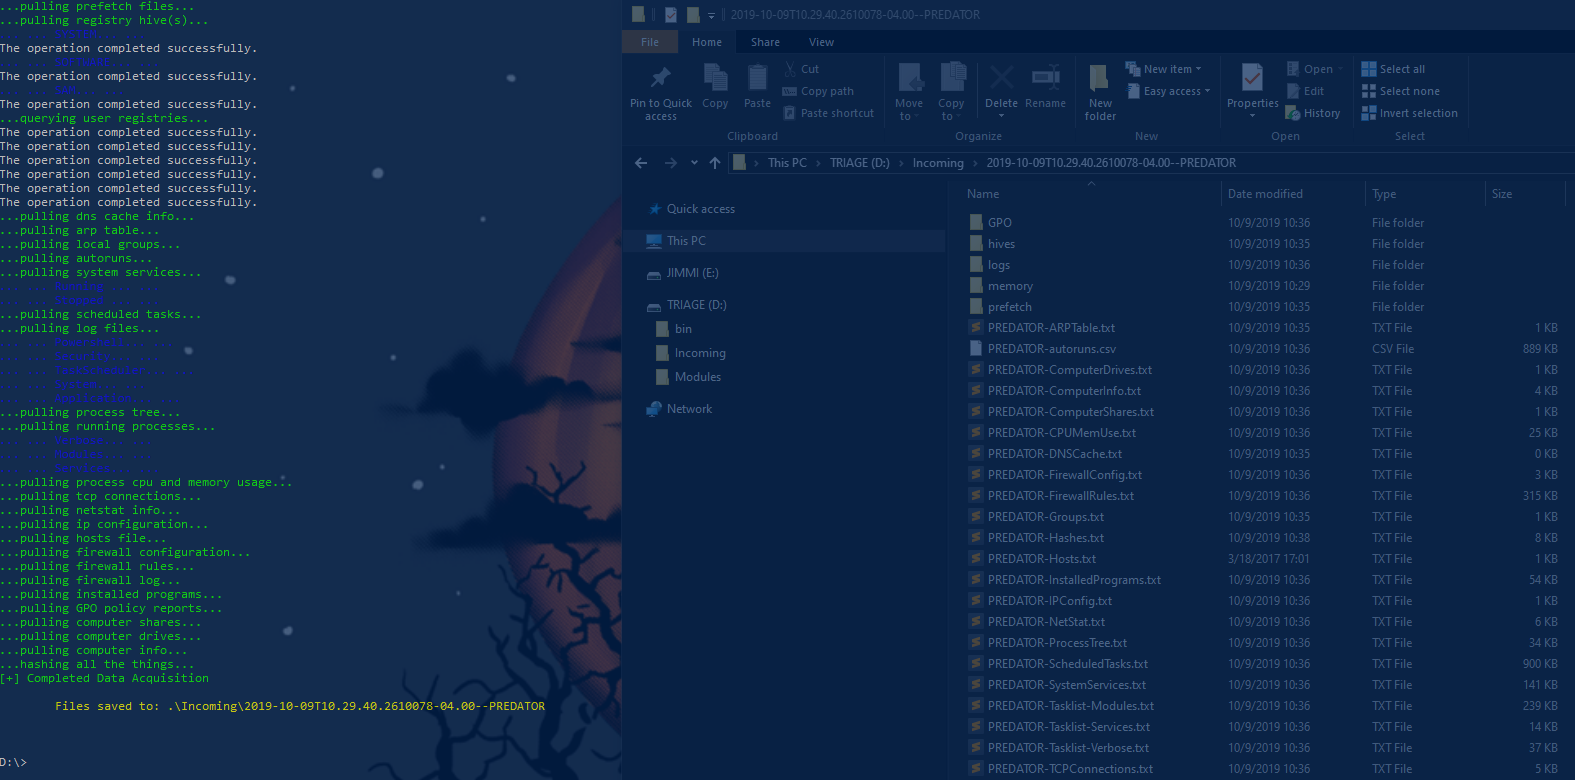 ...pulling prefetch files...
...pulling registry hive(s)...
... ... SYSTEM... ...
The operation completed successfully.
... ... SOFTWARE... ...
The operation completed successfully.
... ... SAM... ...
The operation completed successfully.
...querying user registries...
The operation completed successfully.
The operation completed successfully.
The operation completed successfully.
The operation completed successfully.
The operation completed successfully.
The operation completed successfully.
...pulling dns cache info...
...pulling arp table...
...pulling local groups...
...pulling autoruns...
...pulling system services...
... ... Running... ...
... ... Stopped... ...
...pulling scheduled tasks...
...pulling log files...
... ... Powershell... ...
... ... Security... ...
... ... TaskScheduler... ...
... ... System... ...
... ... Application... ...
...pulling process tree...
...pulling running processes...
... ... Verbose... ...
... ... Modules... ...
... ... Services... ...
...pulling process cpu and memory usage...
...pulling tcp connections...
...pulling netstat info...
...pulling ip configuration...
...pulling hosts file...
...pulling firewall configuration...
...pulling firewall rules...
...pulling firewall log...
...pulling installed programs...
...pulling GPO policy reports...
...pulling computer shares...
...pulling computer drives...
...pulling computer info...
...hashing all the things...
[+] Completed Data Acquisition
Files saved to: .\Incoming\2019-10-09T10.29.40.2610078-04.00--PREDATOR
D:\>
2019-10-09T10.29.40.2610078-04.00--PREDATOR
File Home Share View
Pin to Quick access
Copy
Paste
Cut
Copy path
Paste shortcut
Clipboard
Move to
Copy to
Delete
Rename
Organize
New folder
New item
Easy access
New
Properties
Open
Edit
History
Open
Select all
Select none
Invert selection
Select
This PC > TRIAGE (D:) > Incoming > 2019-10-09T10.29.40.2610078-04.00--PREDATOR
Quick access
This PC
JIMMI (E:)
TRIAGE (D:)
bin
Incoming
Modules
Network
Name Date modified Type Size
GPO 10/9/2019 10:36 File folder
hives 10/9/2019 10:35 File folder
logs 10/9/2019 10:36 File folder
memory 10/9/2019 10:29 File folder
prefetch 10/9/2019 10:35 File folder
PREDATOR-ARPTable.txt 10/9/2019 10:35 TXT File 1 KB
PREDATOR-autoruns.csv 10/9/2019 10:36 CSV File 889 KB
PREDATOR-ComputerDrives.txt 10/9/2019 10:36 TXT File 1 KB
PREDATOR-ComputerInfo.txt 10/9/2019 10:36 TXT File 4 KB
PREDATOR-ComputerShares.txt 10/9/2019 10:36 TXT File 1 KB
PREDATOR-CPUMemUse.txt 10/9/2019 10:36 TXT File 25 KB
PREDATOR-DNSCache.txt 10/9/2019 10:35 TXT File 0 KB
PREDATOR-FirewallConfig.txt 10/9/2019 10:36 TXT File 3 KB
PREDATOR-FirewallRules.txt 10/9/2019 10:36 TXT File 315 KB
PREDATOR-Groups.txt 10/9/2019 10:35 TXT File 1 KB
PREDATOR-Hashes.txt 10/9/2019 10:38 TXT File 8 KB
PREDATOR-Hosts.txt 3/18/2017 17:01 TXT File 1 KB
PREDATOR-InstalledPrograms.txt 10/9/2019 10:36 TXT File 54 KB
PREDATOR-IPConfig.txt 10/9/2019 10:36 TXT File 1 KB
PREDATOR-NetStat.txt 10/9/2019 10:36 TXT File 6 KB
PREDATOR-ProcessTree.txt 10/9/2019 10:36 TXT File 34 KB
PREDATOR-ScheduledTasks.txt 10/9/2019 10:36 TXT File 900 KB
PREDATOR-SystemServices.txt 10/9/2019 10:36 TXT File 141 KB
PREDATOR-Tasklist-Modules.txt 10/9/2019 10:36 TXT File 239 KB
PREDATOR-Tasklist-Services.txt 10/9/2019 10:36 TXT File 14 KB
PREDATOR-Tasklist-Verbose.txt 10/9/2019 10:36 TXT File 37 KB
PREDATOR-TCPConnections.txt 10/9/2019 10:36 TXT File 5 KB